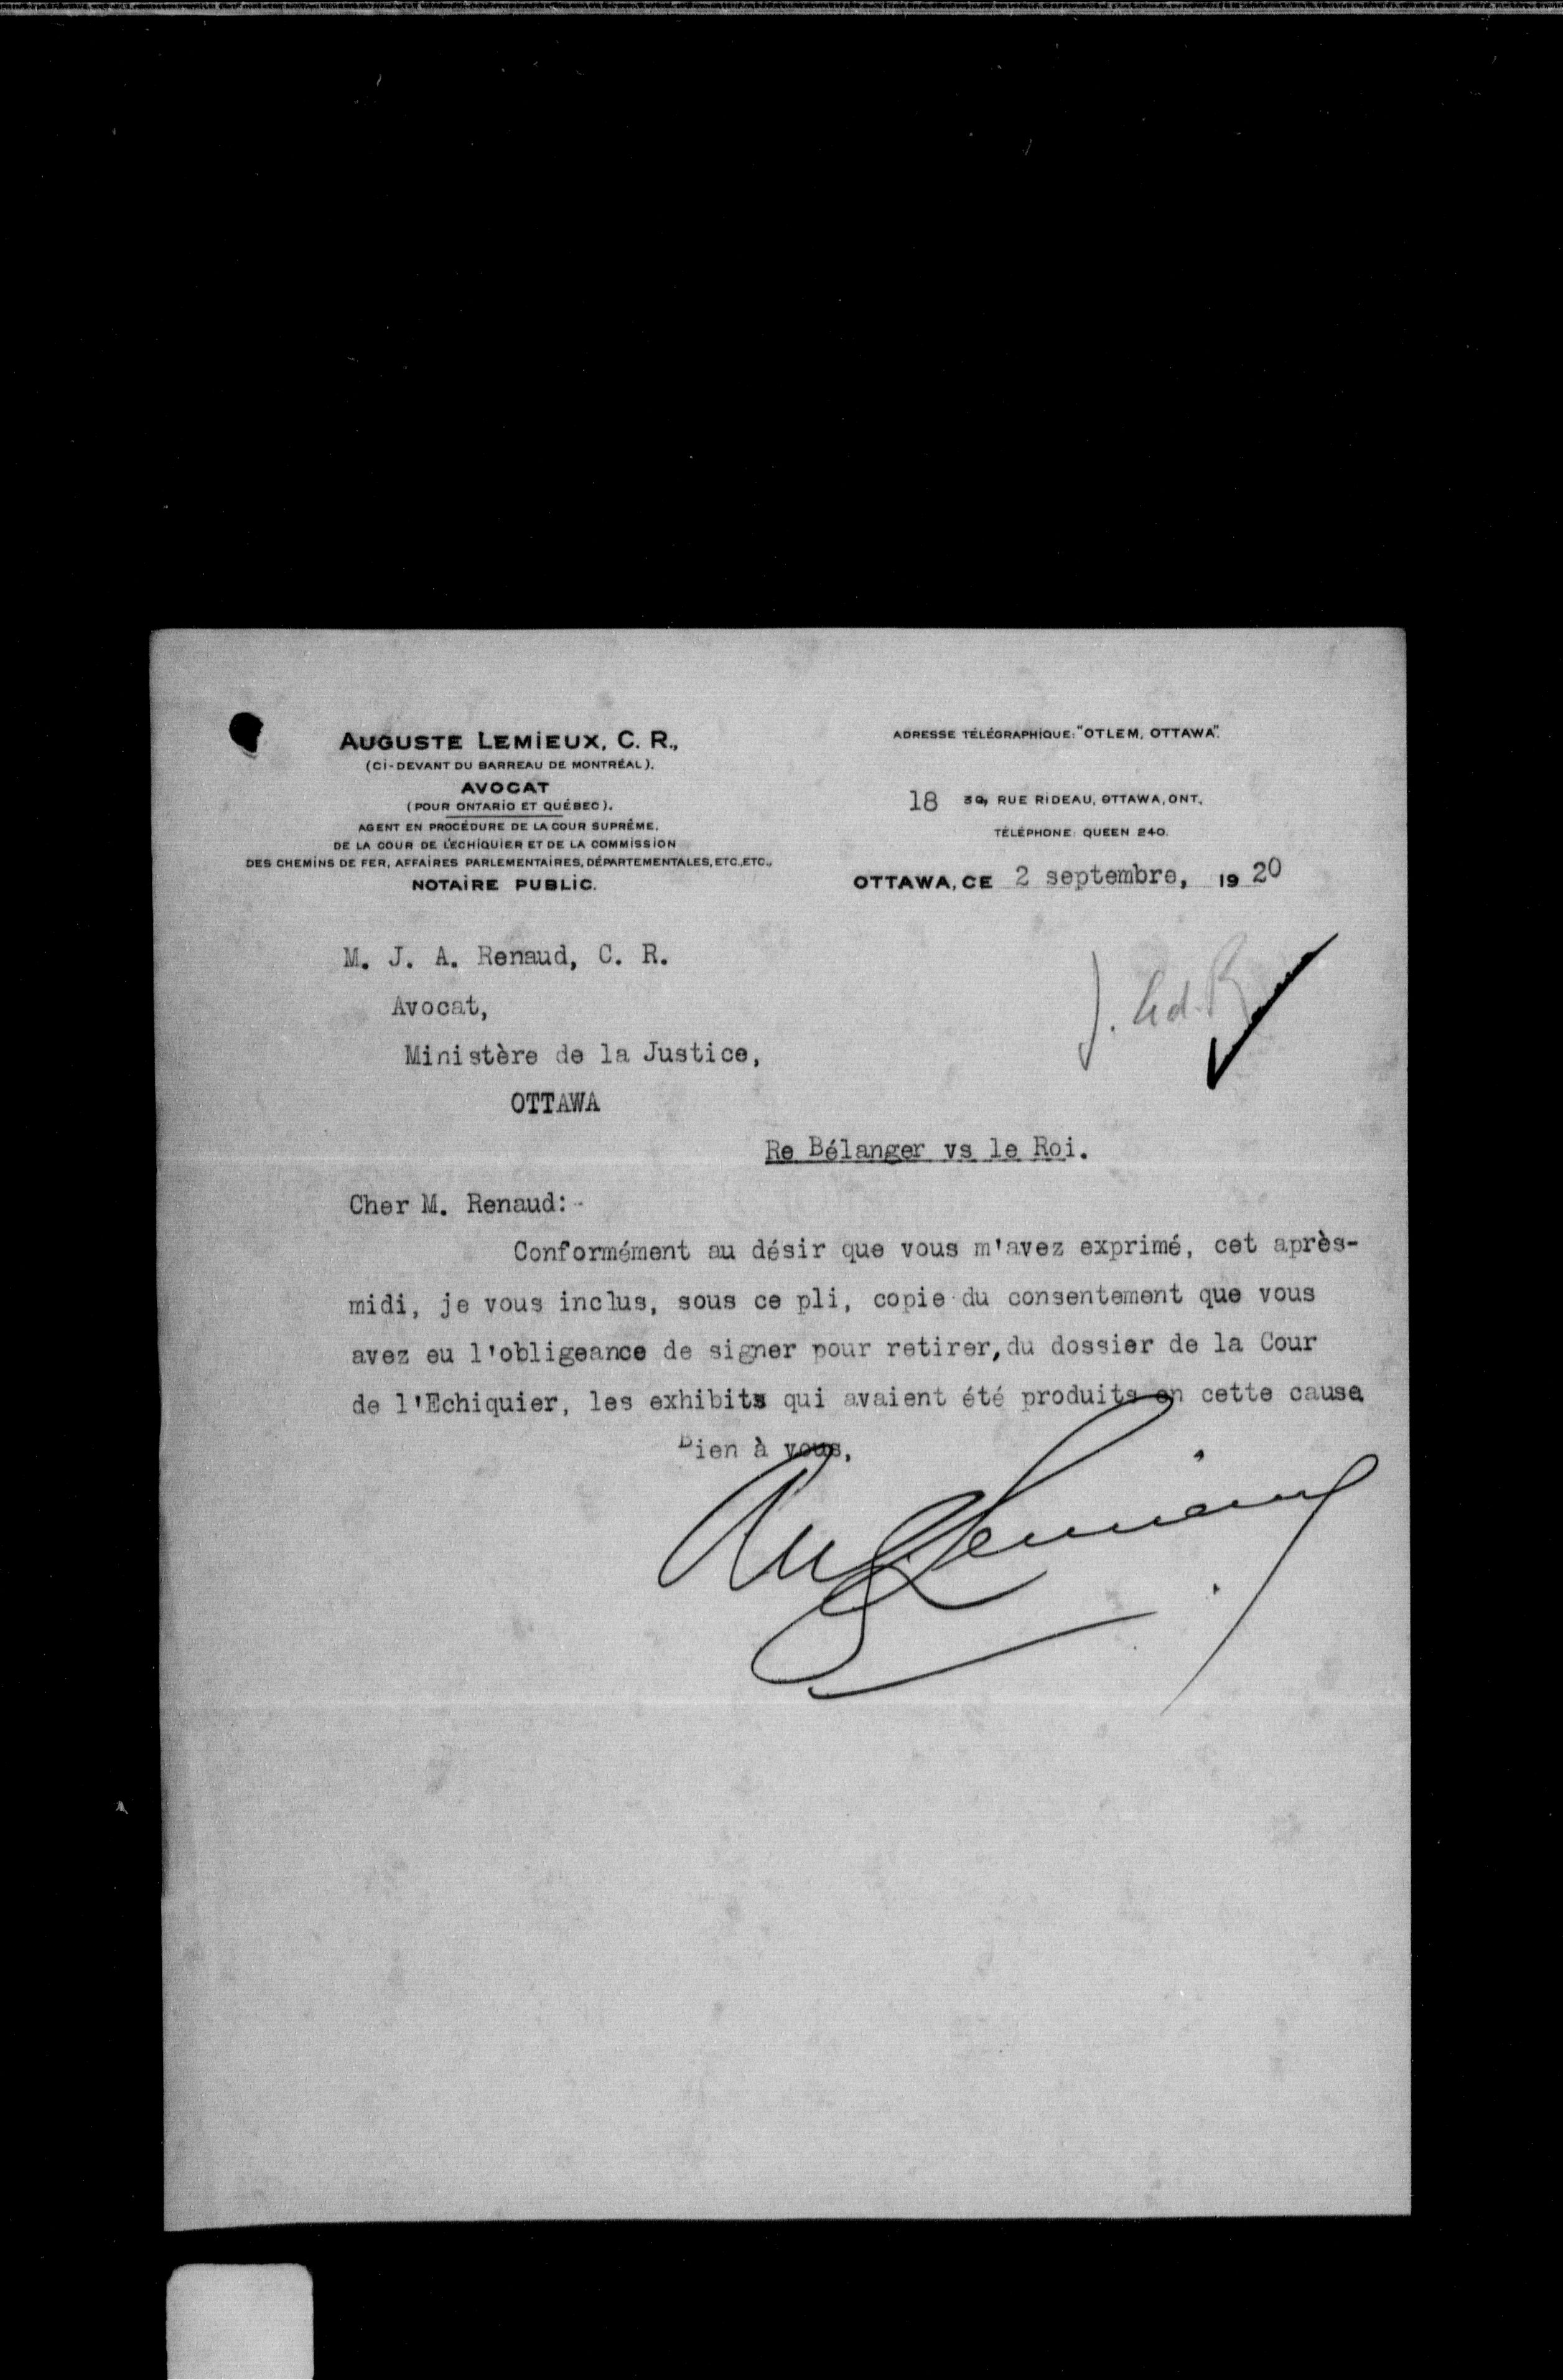 AUGUSTE LEMIEUX, C. R.,
(CI-DEVANT DU BARREAU DE MONTRÉAL).
AVOCAT
(POUR ONTARIO ET QUÉBEC).
AGENT EN PROCÉDURE DE LA COUR SUPRÊME,
DE LA COUR DE L'ECHIQUIER ET DE LA COMMISSION
DES CHEMINS DE FER, AFFAIRES PARLEMENTAIRES, DÉPARTEMENTALES, ETC., ETC.,
NOTAIRE PUBLIC.
ADRESSE TÉLÉGRAPHIQUE: "OTLEM, OTTAWA".
18 39, RUE RIDEAU, OTTAWA, ONT.
TÉLÉPHONE: QUEEN 240.
OTTAWA, CE 2 septembre, 1920
M. J. A. Renaud, C. R.
Avocat,
Ministère de la Justice,
OTTAWA
Re Bélanger vs le Roi.
Cher M. Renaud:-
Conformément au désir que vous m'avez exprimé, cet après-
midi, je vous inclus, sous ce pli, copie du consentement que vous
avez eu l'obligeance de signer pour retirer, du dossier de la Cour
de l'Echiquier, les exhibits qui avaient été produits en cette cause
Bien à vous,
Aug Lemieux